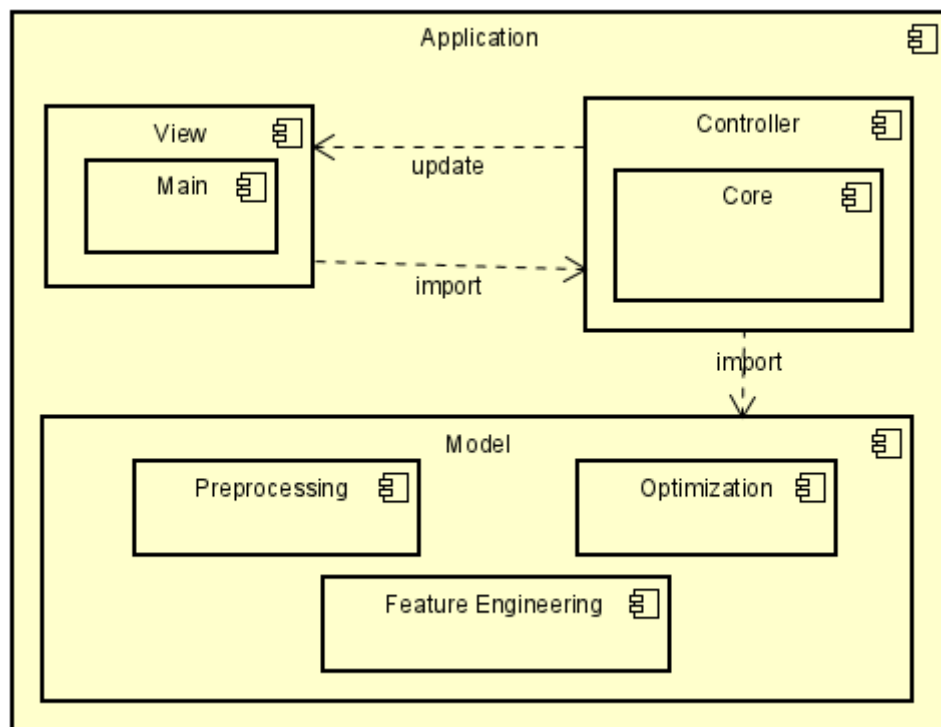 Application
View
Controller
Main
update
Core
import
import
Model
Preprocessing
Optimization
Feature Engineering